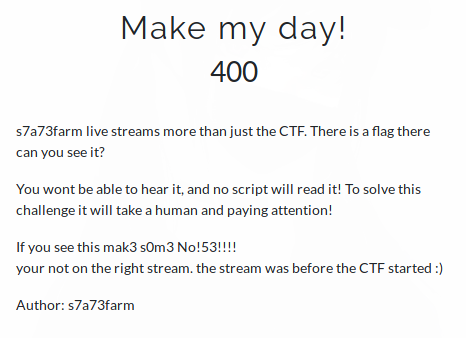 Make my day!
400
s7a73farm live streams more than just the CTF. There is a flag there
can you see it?
You wont be able to hear it, and no script will read it! To solve this
challenge it will take a human and paying attention!
If you see this mak3 s0m3 No!53!!!!
your not on the right stream. the stream was before the CTF started :)
Author: s7a73farm